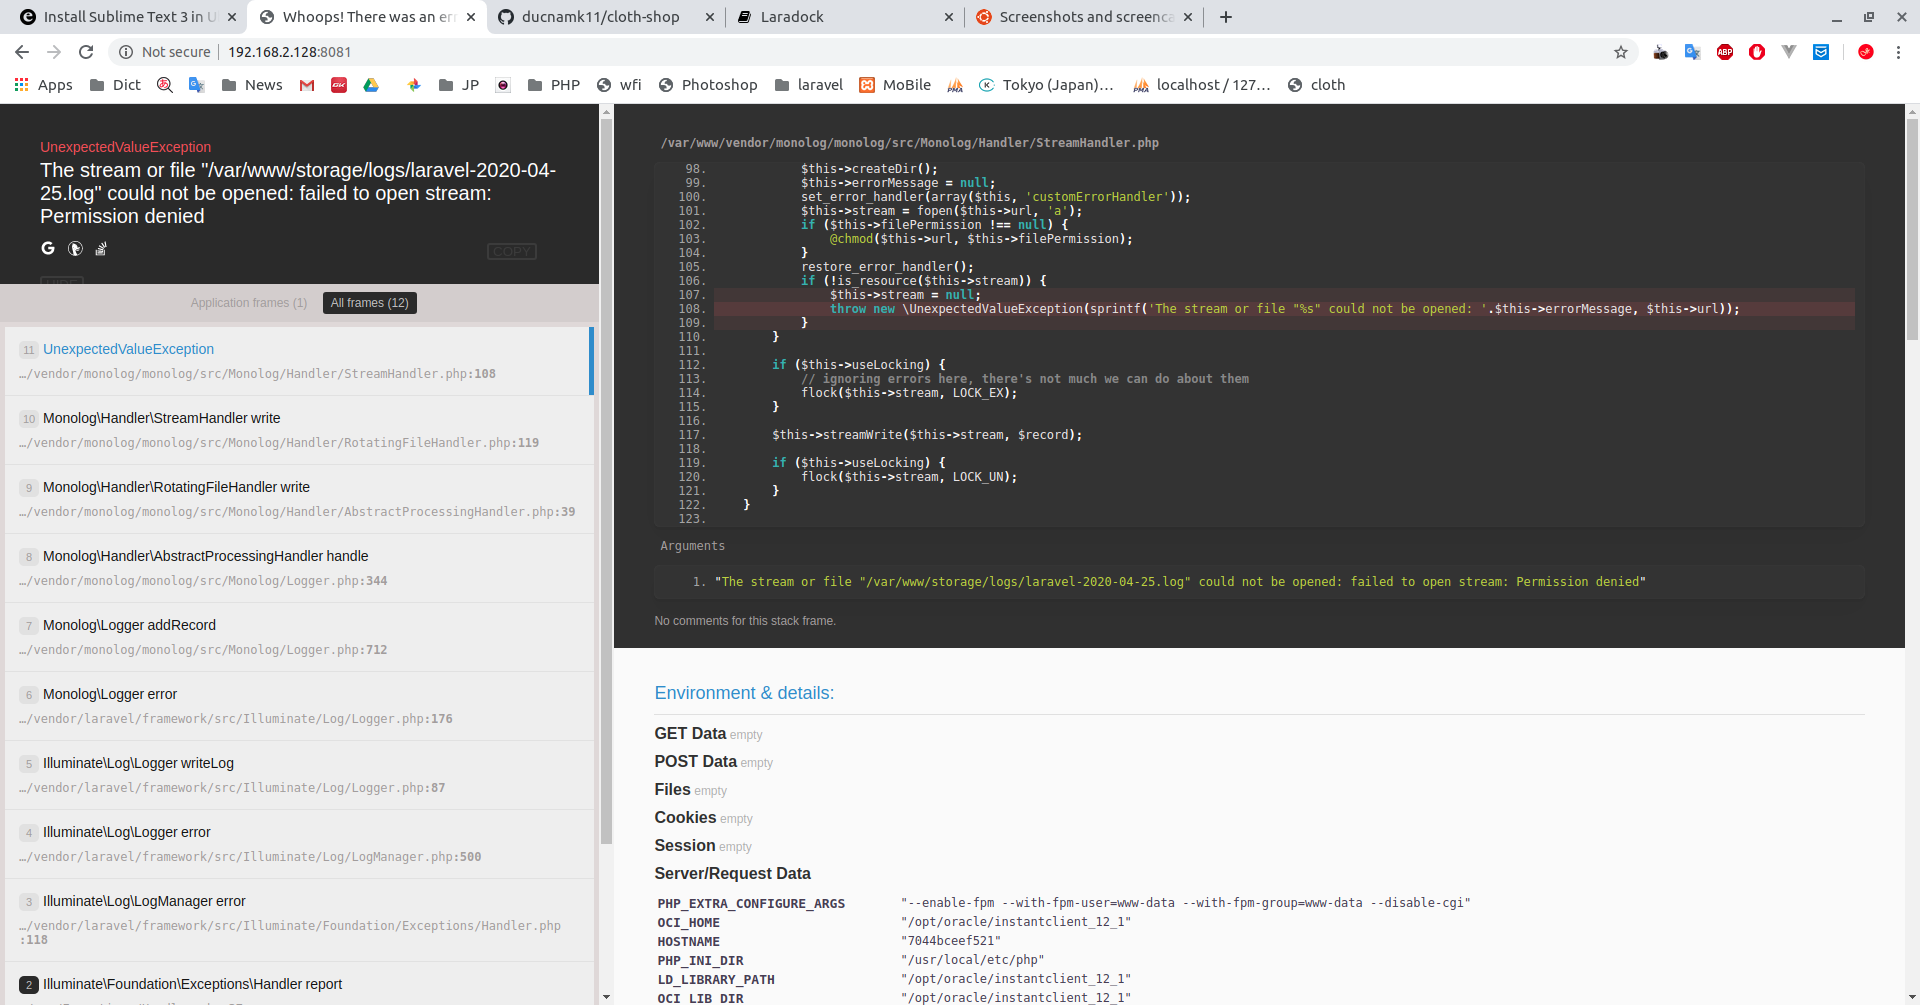 Install Sublime Text 3 in U
Whoops! There was an err
ducnamk11/cloth-shop
Laradock
Screenshots and screenca
Not secure
192.168.2.128:8081
Apps
Dict
News
JP
PHP
wfi
Photoshop
laravel
MoBile
Tokyo (Japan)...
localhost / 127...
cloth
UnexpectedValueException
The stream or file "/var/www/storage/logs/laravel-2020-04-
25.log" could not be opened: failed to open stream:
Permission denied
COPY
Application frames (1)
All frames (12)
11 UnexpectedValueException
…/vendor/monolog/monolog/src/Monolog/Handler/StreamHandler.php:108
10 Monolog\Handler\StreamHandler write
…/vendor/monolog/monolog/src/Monolog/Handler/RotatingFileHandler.php:119
9 Monolog\Handler\RotatingFileHandler write
…/vendor/monolog/monolog/src/Monolog/Handler/AbstractProcessingHandler.php:39
8 Monolog\Handler\AbstractProcessingHandler handle
…/vendor/monolog/monolog/src/Monolog/Logger.php:344
7 Monolog\Logger addRecord
…/vendor/monolog/monolog/src/Monolog/Logger.php:712
6 Monolog\Logger error
…/vendor/laravel/framework/src/Illuminate/Log/Logger.php:176
5 Illuminate\Log\Logger writeLog
…/vendor/laravel/framework/src/Illuminate/Log/Logger.php:87
4 Illuminate\Log\Logger error
…/vendor/laravel/framework/src/Illuminate/Log/LogManager.php:500
3 Illuminate\Log\LogManager error
…/vendor/laravel/framework/src/Illuminate/Foundation/Exceptions/Handler.php
:118
2 Illuminate\Foundation\Exceptions\Handler report
/var/www/vendor/monolog/monolog/src/Monolog/Handler/StreamHandler.php
98. $this->createDir();
99. $this->errorMessage = null;
100. set_error_handler(array($this, 'customErrorHandler'));
101. $this->stream = fopen($this->url, 'a');
102. if ($this->filePermission !== null) {
103. @chmod($this->url, $this->filePermission);
104. }
105. restore_error_handler();
106. if (!is_resource($this->stream)) {
107. $this->stream = null;
108. throw new \UnexpectedValueException(sprintf('The stream or file "%s" could not be opened: '.$this->errorMessage, $this->url));
109. }
110. }
111.
112. if ($this->useLocking) {
113. // ignoring errors here, there's not much we can do about them
114. flock($this->stream, LOCK_EX);
115. }
116.
117. $this->streamWrite($this->stream, $record);
118.
119. if ($this->useLocking) {
120. flock($this->stream, LOCK_UN);
121. }
122. }
123.
Arguments
1. "The stream or file "/var/www/storage/logs/laravel-2020-04-25.log" could not be opened: failed to open stream: Permission denied"
No comments for this stack frame.
Environment & details:
GET Data empty
POST Data empty
Files empty
Cookies empty
Session empty
Server/Request Data
PHP_EXTRA_CONFIGURE_ARGS "--enable-fpm --with-fpm-user=www-data --with-fpm-group=www-data --disable-cgi"
OCI_HOME "/opt/oracle/instantclient_12_1"
HOSTNAME "7044bceef521"
PHP_INI_DIR "/usr/local/etc/php"
LD_LIBRARY_PATH "/opt/oracle/instantclient_12_1"
OCI_LIB_DIR "/opt/oracle/instantclient_12_1"